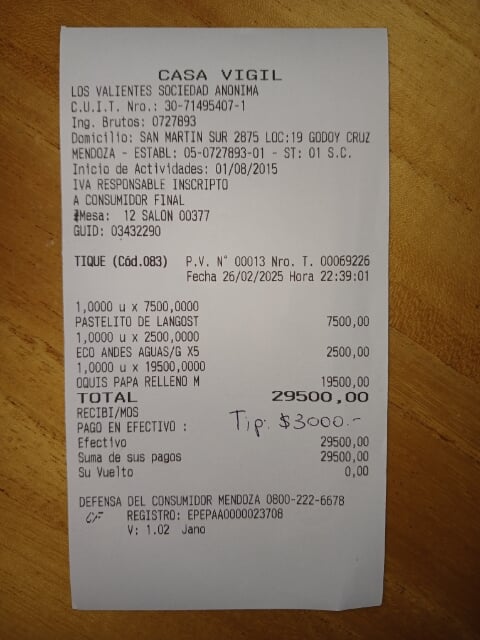 CASA VIGIL
LOS VALIENTES SOCIEDAD ANONIMA
C.U.I.T. Nro.: 30-71495407-1
Ing. Brutos: 0727893
Domicilio: SAN MARTIN SUR 2875 LOC:19 GODOY CRUZ
MENDOZA - ESTABL: 05-0727893-01 - ST: 01 S.C.
Inicio de Actividades: 01/08/2015
IVA RESPONSABLE INSCRIPTO
A CONSUMIDOR FINAL
Mesa: 12 SALON 00377
GUID: 03432290
TIQUE (Cód.083) P.V. N° 00013 Nro. T. 00069226
Fecha 26/02/2025 Hora 22:39:01
1,0000 u x 7500,0000
PASTELITO DE LANGOST 7500,00
1,0000 u x 2500,0000
ECO ANDES AGUAS/G X5 2500,00
1,0000 u x 19500,0000
OQUIS PAPA RELLENO M 19500,00
TOTAL 29500,00
RECIBI/MOS
PAGO EN EFECTIVO : Tip: $3000.-
Efectivo 29500,00
Suma de sus pagos 29500,00
Su Vuelto 0,00
DEFENSA DEL CONSUMIDOR MENDOZA 0800-222-6678
CF REGISTRO: EPEPAA0000023708
V: 1.02 Jano